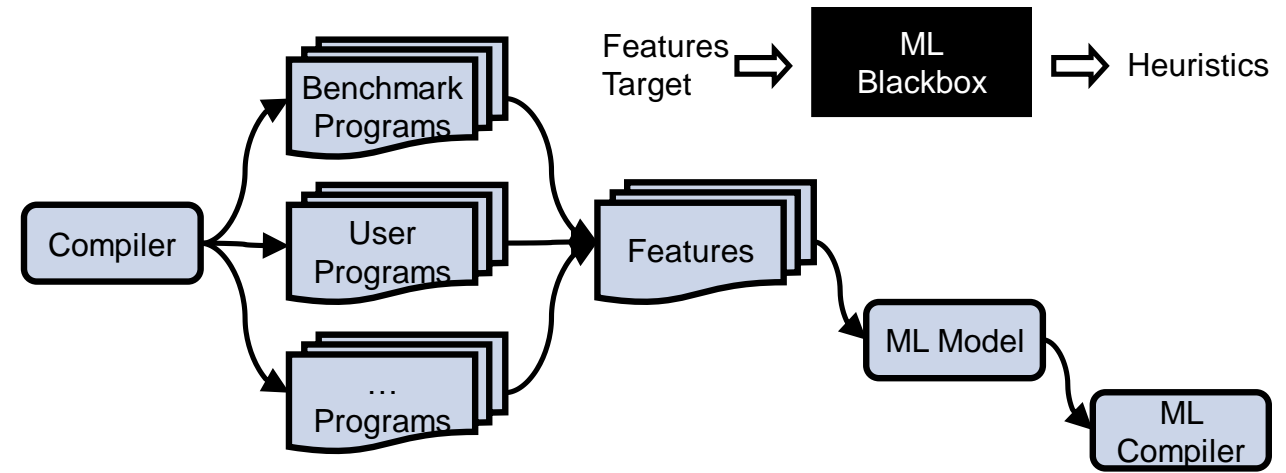 Benchmark
Programs
Features
Target
ML
Blackbox
Heuristics
Compiler
User
Programs
Features
…
Programs
ML Model
ML
Compiler